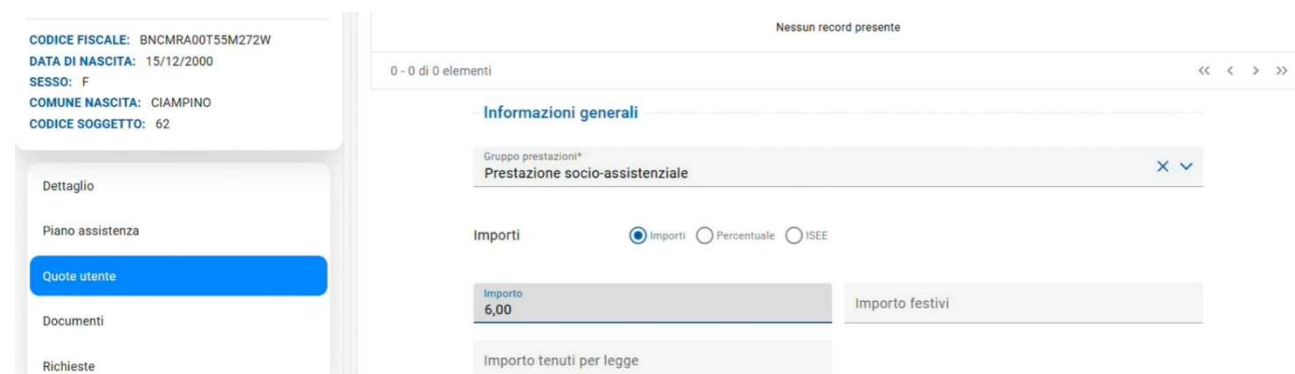 CODICE FISCALE: BNCMRA00T55M272W
DATA DI NASCITA: 15/12/2000
SESSO: F
COMUNE NASCITA: CIAMPINO
CODICE SOGGETTO: 62
Dettaglio
Piano assistenza
Quote utente
Documenti
Richieste
Nessun record presente
0 - 0 di 0 elementi
Informazioni generali
Gruppo prestazioni*
Prestazione socio-assistenziale
Importi Importi Percentuale ISEE
Importo
6,00
Importo festivi
Importo tenuti per legge